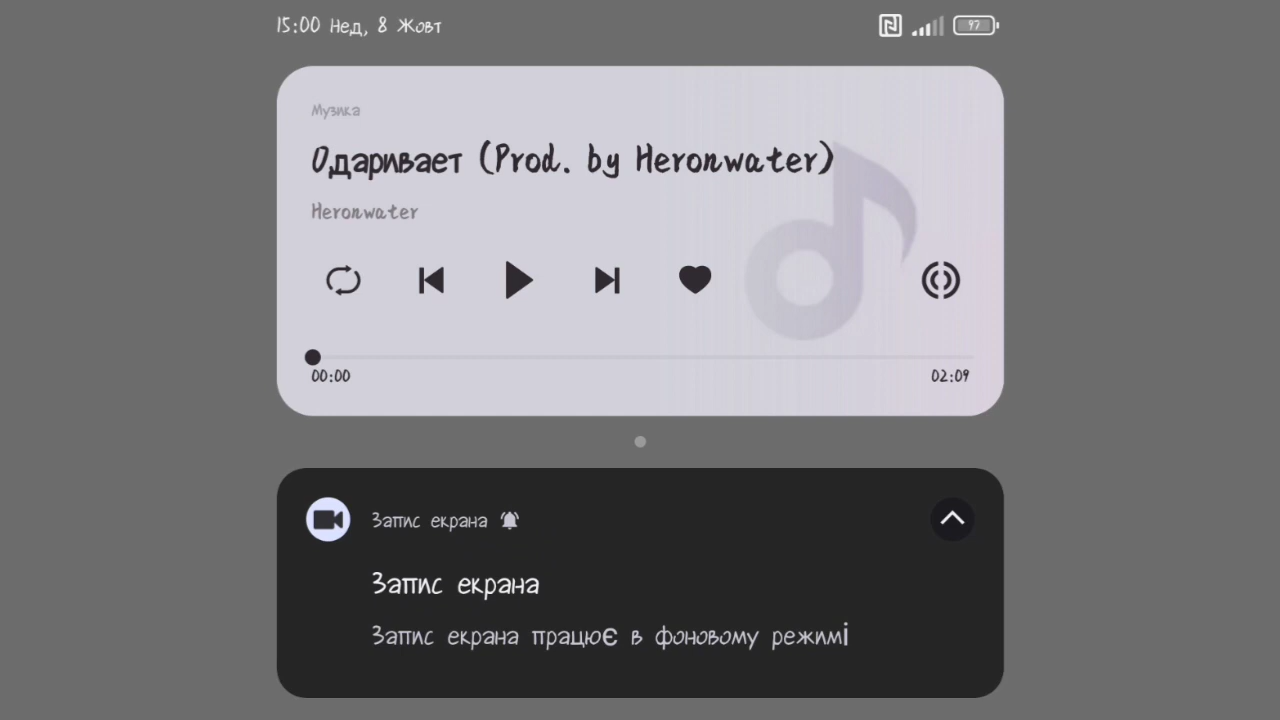 15:00 Нед, 8 Жовт
97
Музика
Одаривает (Prod. by Heronwater)
Heronwater
00:00
02:09
Запис екрана
Запис екрана
Запис екрана працює в фоновому режимі